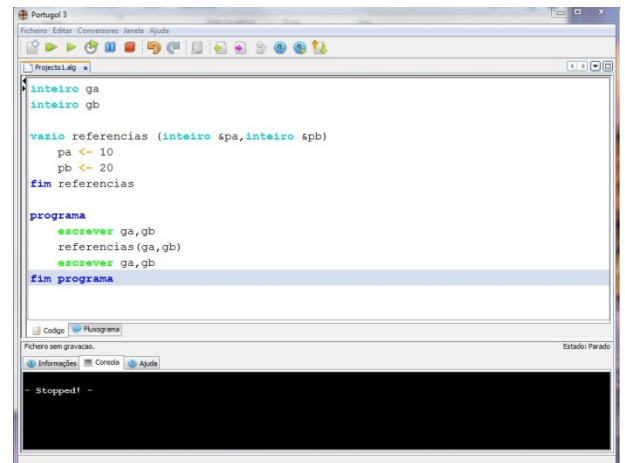 Portugol 3
Ficheiro Editar Conversores Janela Ajuda
Projecto1.alg
inteiro ga
inteiro gb
vazio referencias (inteiro &pa,inteiro &pb)
pa <- 10
pb <- 20
fim referencias
programa
escrever ga,gb
referencias(ga,gb)
escrever ga,gb
fim programa
Codigo Fluxograma
Ficheiro sem gravacao. Estado: Parado
Informações Consola Ajuda
- Stopped! -